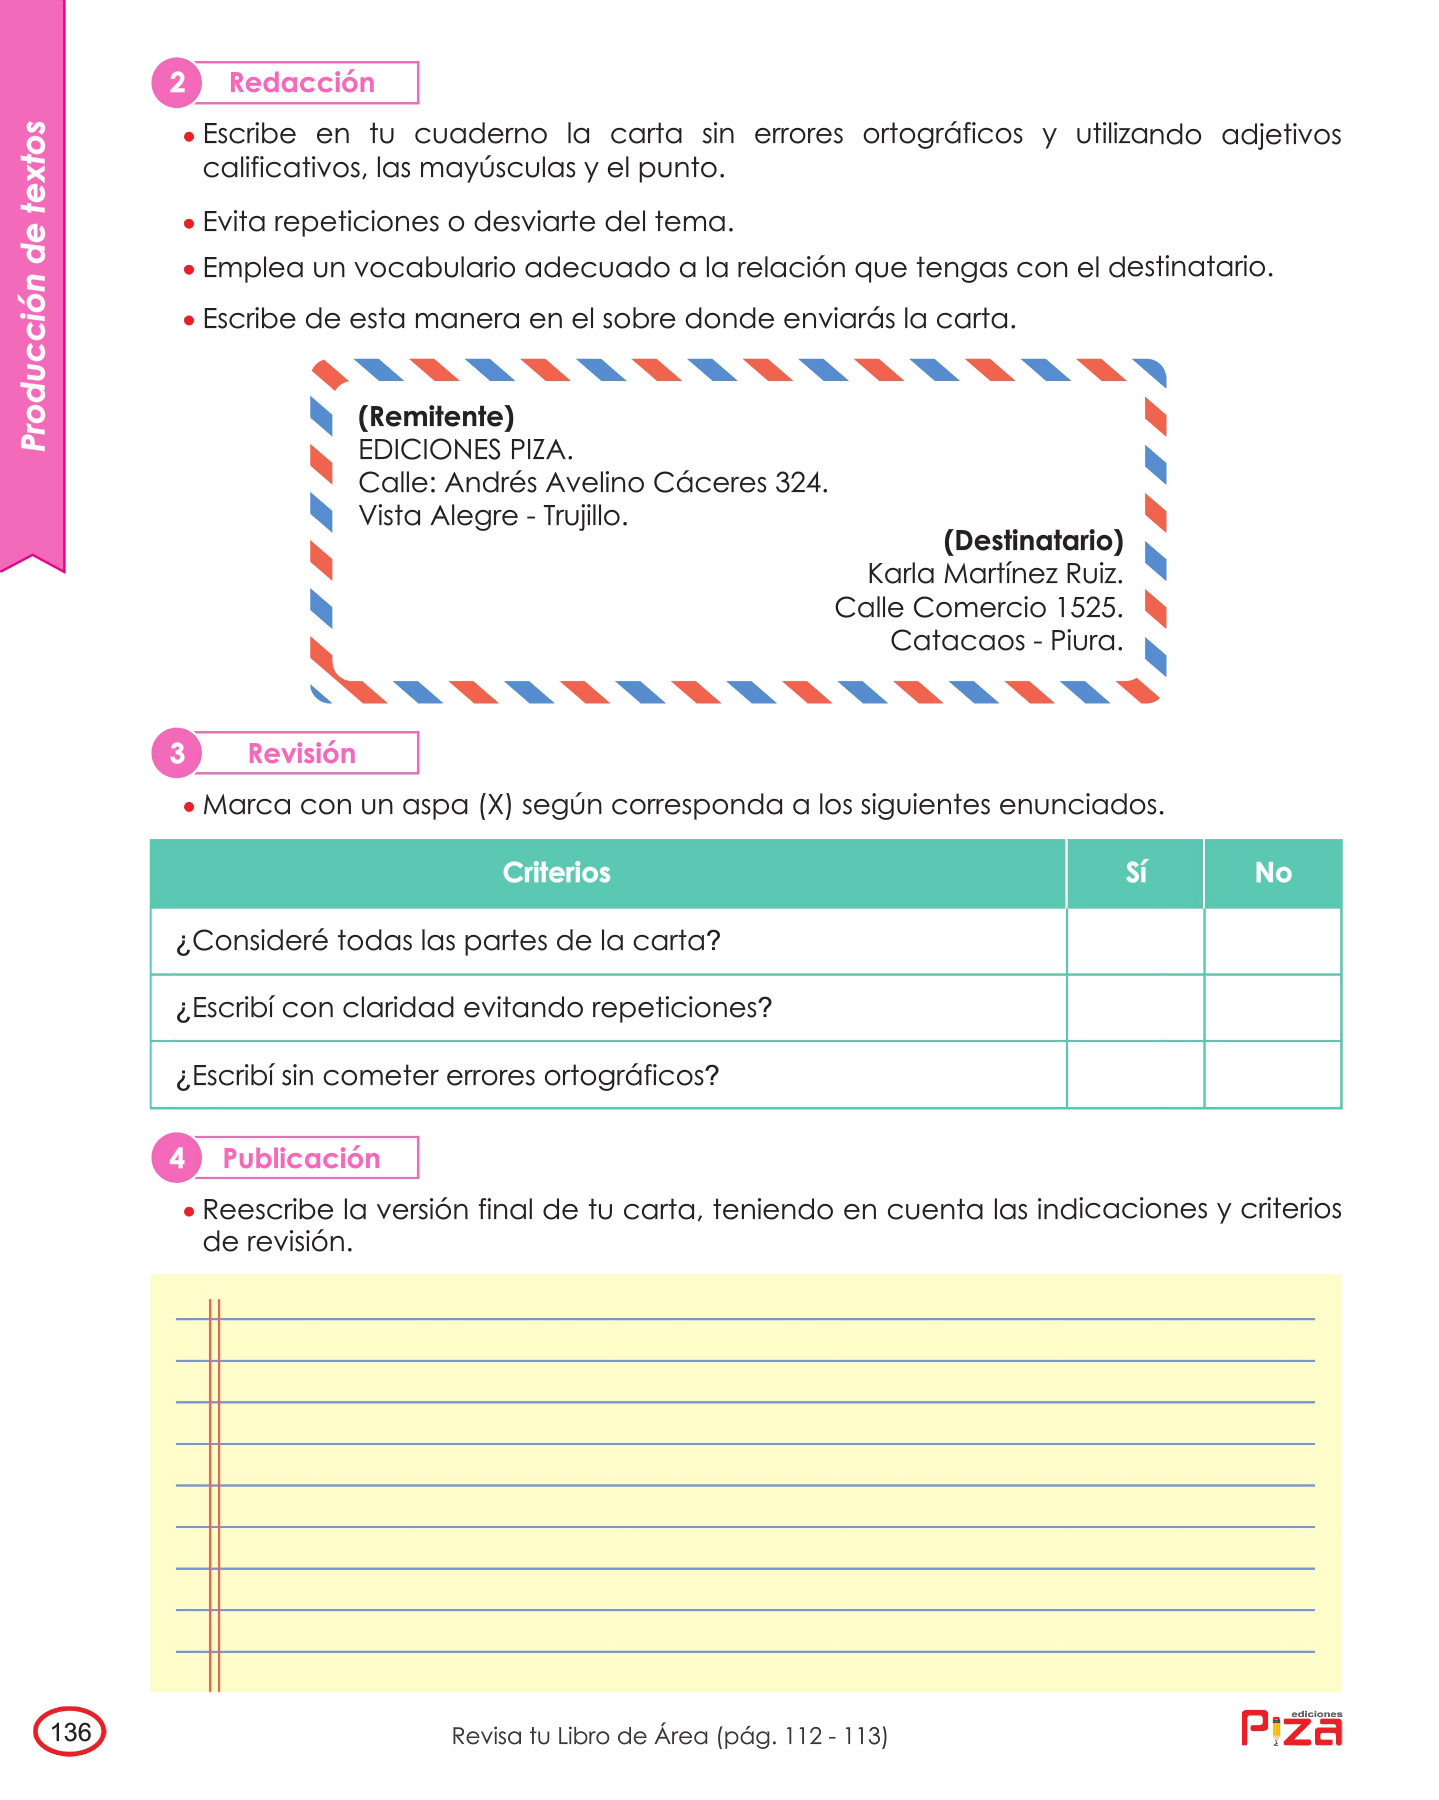 Producción de textos
2 Redacción
• Escribe en tu cuaderno la carta sin errores ortográficos y utilizando adjetivos
calificativos, las mayúsculas y el punto.
• Evita repeticiones o desviarte del tema.
• Emplea un vocabulario adecuado a la relación que tengas con el destinatario.
• Escribe de esta manera en el sobre donde enviarás la carta.
(Remitente)
EDICIONES PIZA.
Calle: Andrés Avelino Cáceres 324.
Vista Alegre - Trujillo.
(Destinatario)
Karla Martínez Ruiz.
Calle Comercio 1525.
Catacaos - Piura.
3 Revisión
• Marca con un aspa (X) según corresponda a los siguientes enunciados.
Criterios Sí No
¿Consideré todas las partes de la carta?
¿Escribí con claridad evitando repeticiones?
¿Escribí sin cometer errores ortográficos?
4 Publicación
• Reescribe la versión final de tu carta, teniendo en cuenta las indicaciones y criterios
de revisión.
136
Revisa tu Libro de Área (pág. 112 - 113)
ediciones
Piza